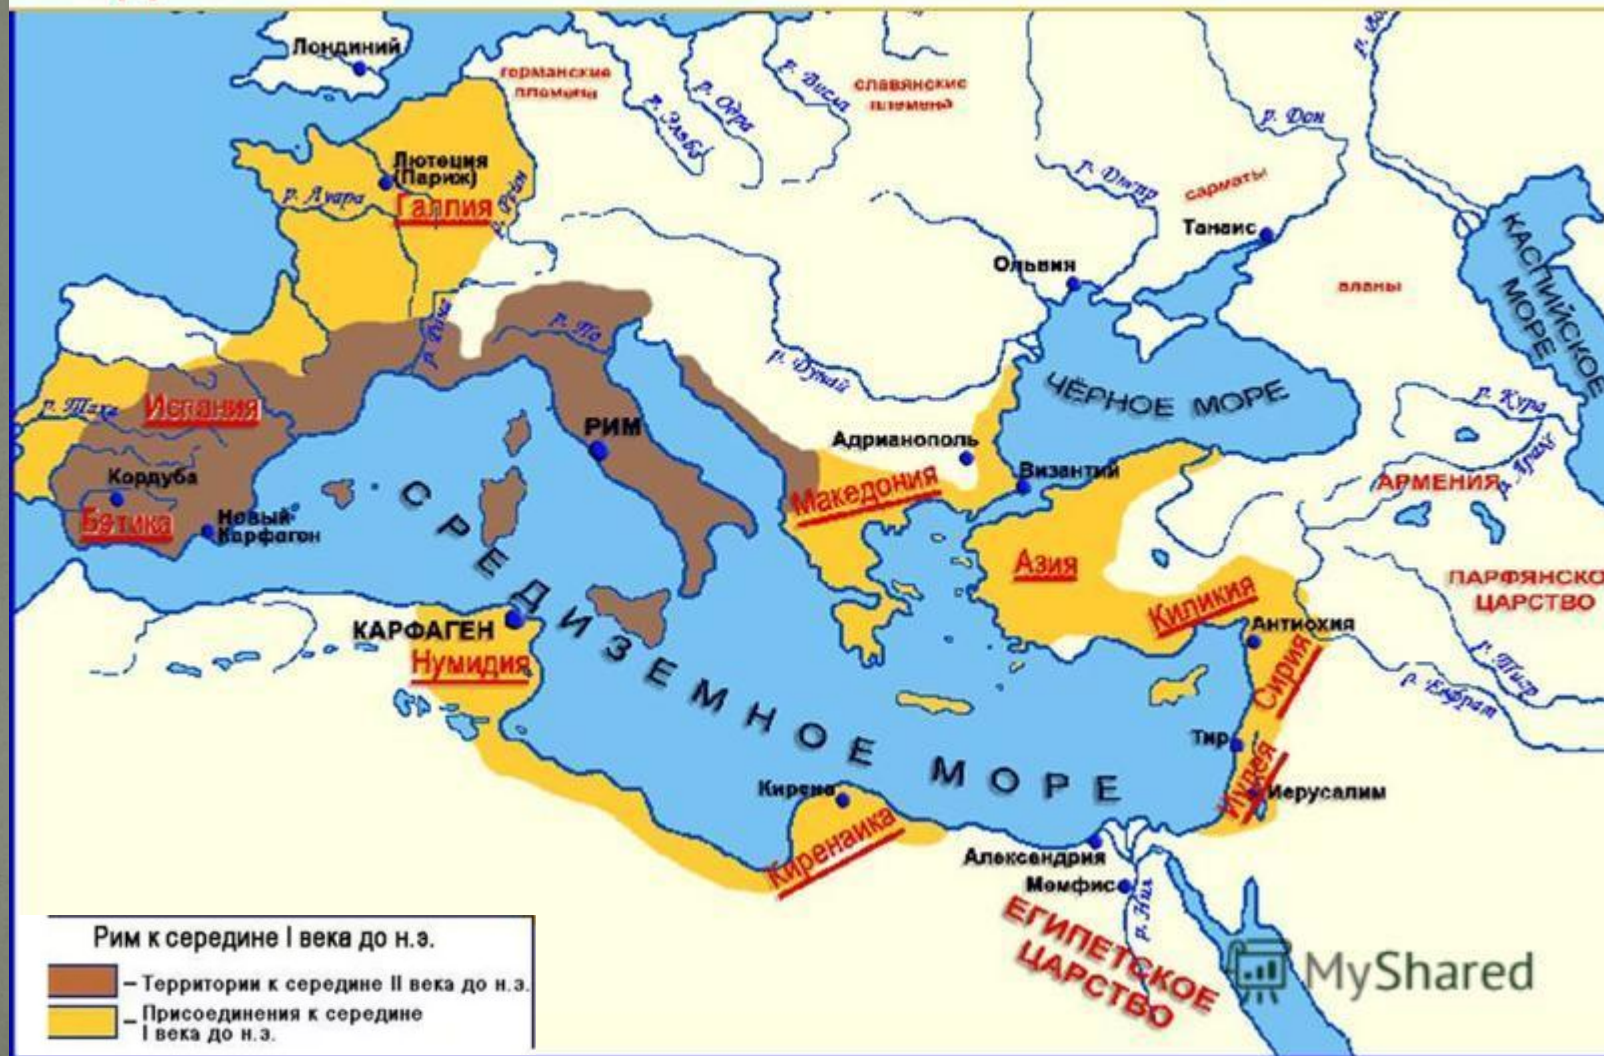 Лондиний
германские
племена
славянские
племена
р. Эльба
р. Одра
р. Висла
р. Дон
Лютеция
(Париж)
р. Луара
Галлия
р. Рейн
р. Днепр
сарматы
Танаис
Ольвия
аланы
КАСПИЙСКОЕ
МОРЕ
р. Рона
р. По
р. Дунай
ЧЁРНОЕ МОРЕ
р. Кура
р. Аракс
р. Тахо
Испания
РИМ
Адрианополь
Византий
Македония
АРМЕНИЯ
Кордуба
Бэтика
Новый
Карфаген
СРЕДИЗЕМНОЕ МОРЕ
Азия
Киликия
ПАРФЯНСКО
ЦАРСТВО
КАРФАГЕН
Нумидия
Антиохия
Сирия
р. Тигр
р. Евфрат
Тир
Иудея
Иерусалим
Кирена
Киренаика
Александрия
Мемфис
р. Нил
ЕГИПЕТСКОЕ
ЦАРСТВО
Рим к середине I века до н.э.
– Территории к середине II века до н.э.
– Присоединения к середине
I века до н.э.
MyShared